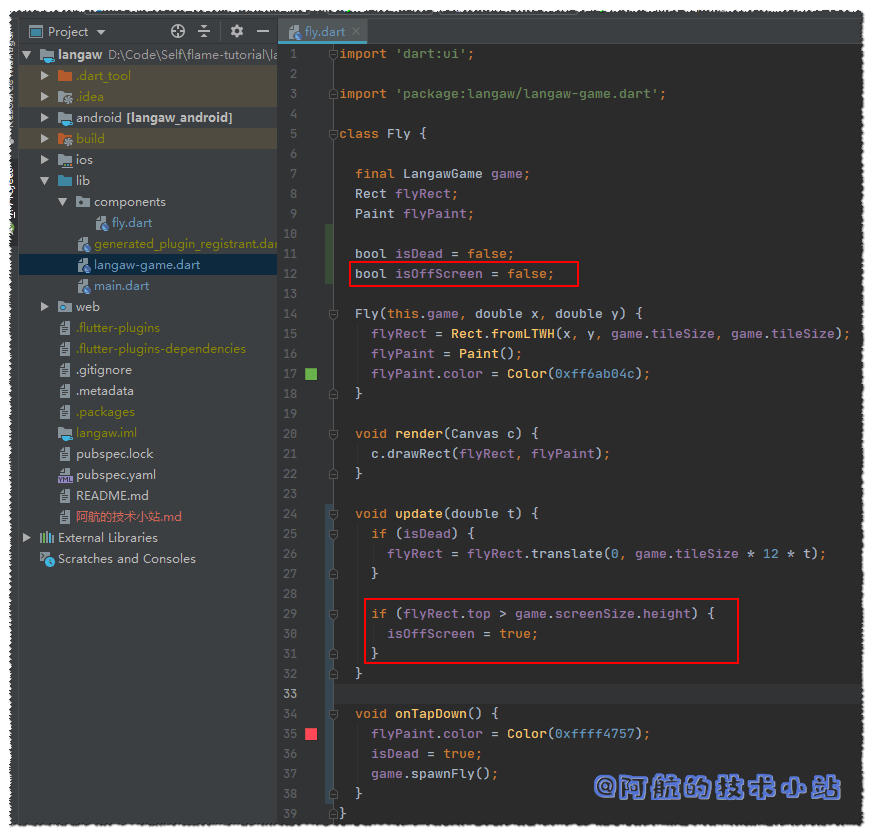 Project
langaw D:\Code\Self\flame-tutorial\la
.dart_tool
.idea
android [langaw_android]
build
ios
lib
components
fly.dart
generated_plugin_registrant.dar
langaw-game.dart
main.dart
web
.flutter-plugins
.flutter-plugins-dependencies
.gitignore
.metadata
.packages
langaw.iml
pubspec.lock
YML pubspec.yaml
README.md
阿航的技术小站.md
External Libraries
Scratches and Consoles
fly.dart
1 import 'dart:ui';
2
3 import 'package:langaw/langaw-game.dart';
4
5 class Fly {
6
7 final LangawGame game;
8 Rect flyRect;
9 Paint flyPaint;
10
11 bool isDead = false;
12 bool isOffScreen = false;
13
14 Fly(this.game, double x, double y) {
15 flyRect = Rect.fromLTWH(x, y, game.tileSize, game.tileSize);
16 flyPaint = Paint();
17 flyPaint.color = Color(0xff6ab04c);
18 }
19
20 void render(Canvas c) {
21 c.drawRect(flyRect, flyPaint);
22 }
23
24 void update(double t) {
25 if (isDead) {
26 flyRect = flyRect.translate(0, game.tileSize * 12 * t);
27 }
28
29 if (flyRect.top > game.screenSize.height) {
30 isOffScreen = true;
31 }
32 }
33
34 void onTapDown() {
35 flyPaint.color = Color(0xffff4757);
36 isDead = true;
37 game.spawnFly();
38 }
39 }
@阿航的技术小站